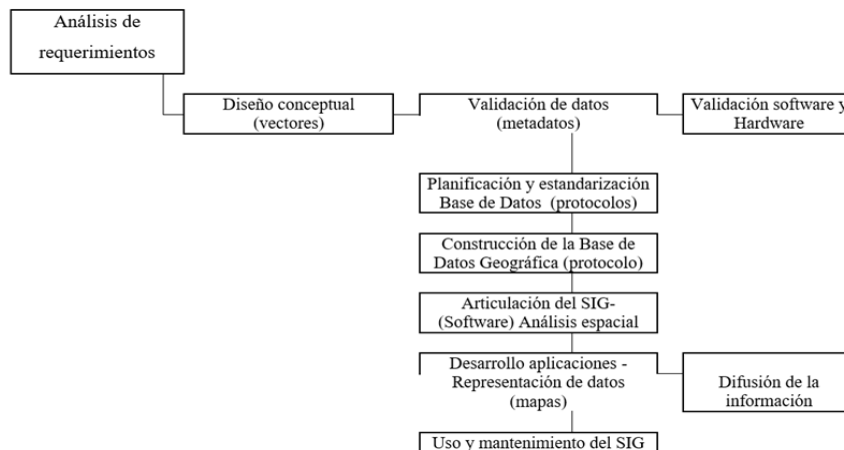 Análisis de
requerimientos
Diseño conceptual
(vectores)
Validación de datos
(metadatos)
Validación software y
Hardware
Planificación y estandarización
Base de Datos (protocolos)
Construcción de la Base de
Datos Geográfica (protocolo)
Articulación del SIG-
(Software) Análisis espacial
Desarrollo aplicaciones -
Representación de datos
(mapas)
Difusión de la
información
Uso y mantenimiento del SIG